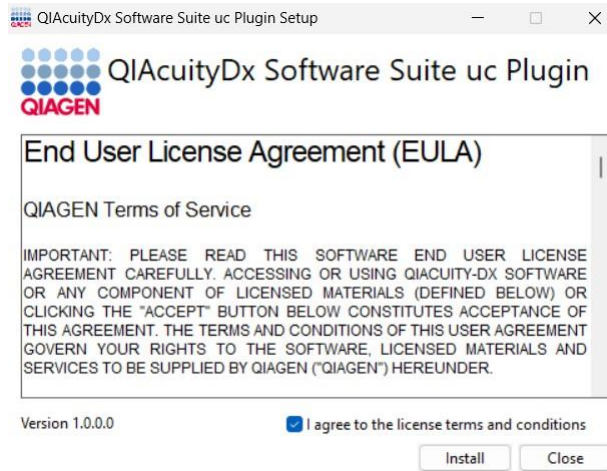 QIAcuityDx Software Suite uc Plugin Setup
QIAcuityDx Software Suite uc Plugin
QIAGEN
End User License Agreement (EULA)
QIAGEN Terms of Service
IMPORTANT: PLEASE READ THIS SOFTWARE END USER LICENSE
AGREEMENT CAREFULLY. ACCESSING OR USING QIACUITY-DX SOFTWARE
OR ANY COMPONENT OF LICENSED MATERIALS (DEFINED BELOW) OR
CLICKING THE "ACCEPT" BUTTON BELOW CONSTITUTES ACCEPTANCE OF
THIS AGREEMENT. THE TERMS AND CONDITIONS OF THIS USER AGREEMENT
GOVERN YOUR RIGHTS TO THE SOFTWARE, LICENSED MATERIALS AND
SERVICES TO BE SUPPLIED BY QIAGEN ("QIAGEN") HEREUNDER.
Version 1.0.0.0
I agree to the license terms and conditions
Install
Close